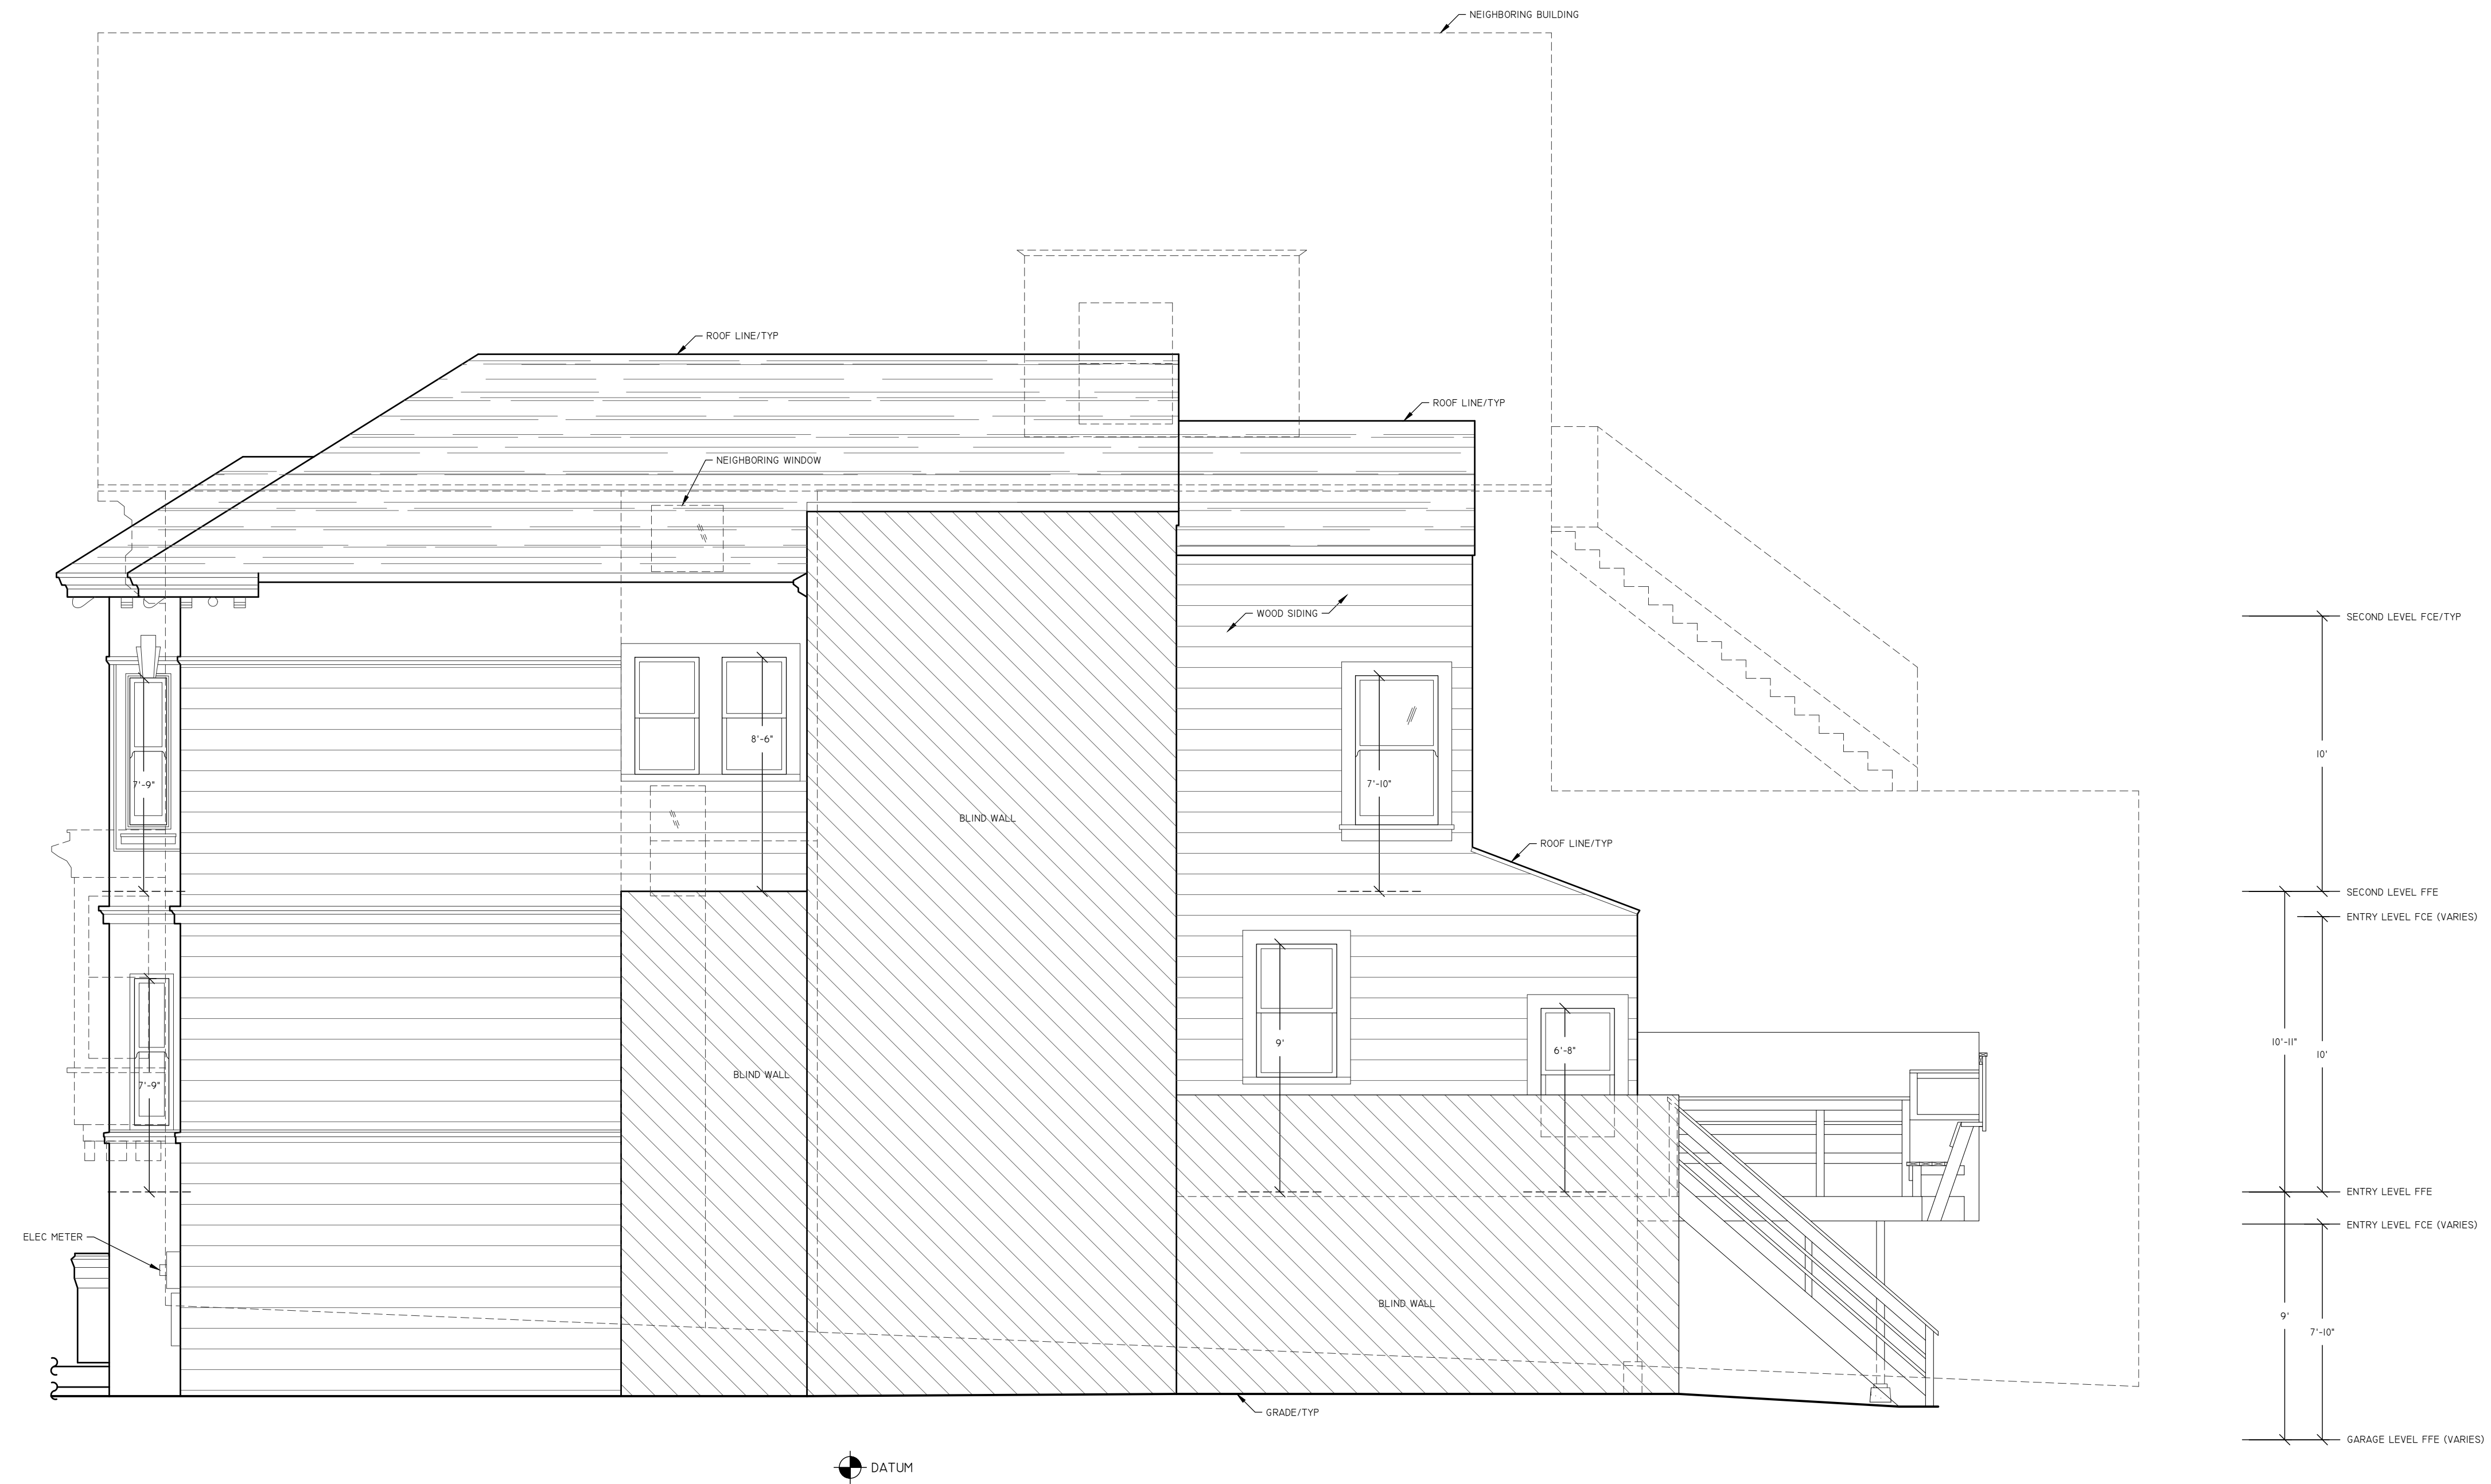 NEIGHBORING BUILDING
ROOF LINE/TYP
ROOF LINE/TYP
NEIGHBORING WINDOW
WOOD SIDING
SECOND LEVEL FCE/TYP
8'-6"
10'
7'-9"
7'-10"
BLIND WALL
ROOF LINE/TYP
SECOND LEVEL FFE
ENTRY LEVEL FCE (VARIES)
10'-11"
9'
6'-8"
10'
BLIND WALL
7'-9"
ENTRY LEVEL FFE
ENTRY LEVEL FCE (VARIES)
ELEC METER
BLIND WALL
9'
7'-10"
GRADE/TYP
GARAGE LEVEL FFE (VARIES)
DATUM